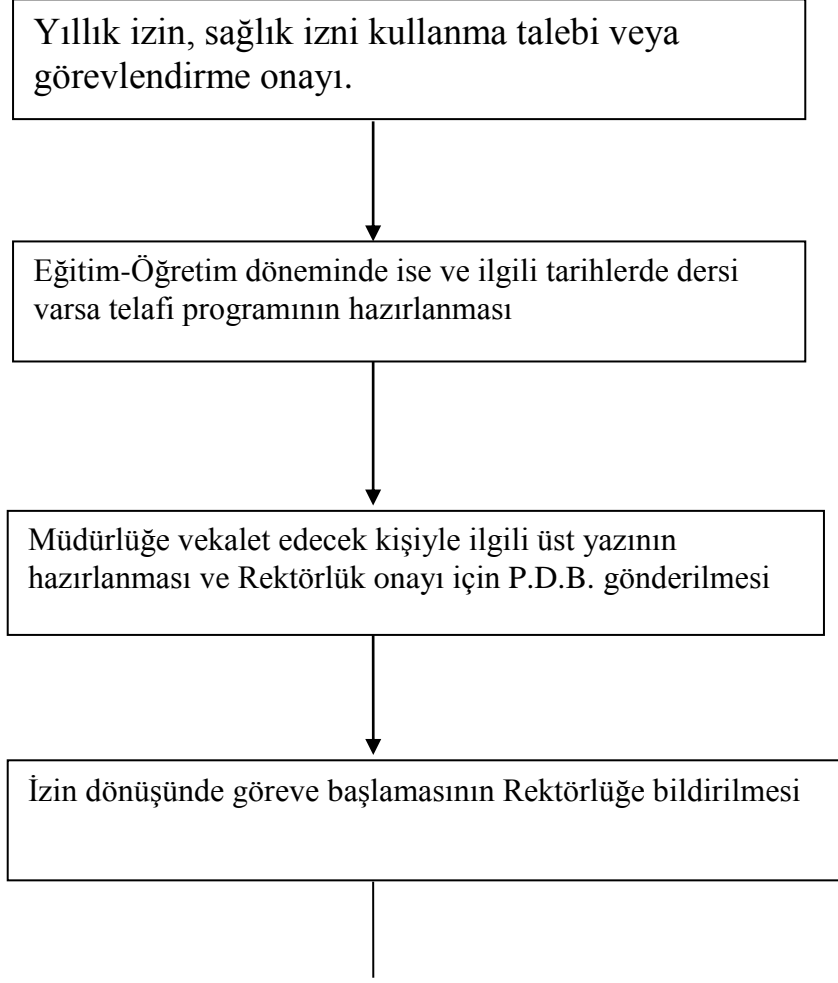 Yıllık izin, sağlık izni kullanma talebi veya
görevlendirme onayı.
Eğitim-Öğretim döneminde ise ve ilgili tarihlerde dersi
varsa telafi programının hazırlanması
Müdürlüğe vekalet edecek kişiyle ilgili üst yazının
hazırlanması ve Rektörlük onayı için P.D.B. gönderilmesi
İzin dönüşünde göreve başlamasının Rektörlüğe bildirilmesi